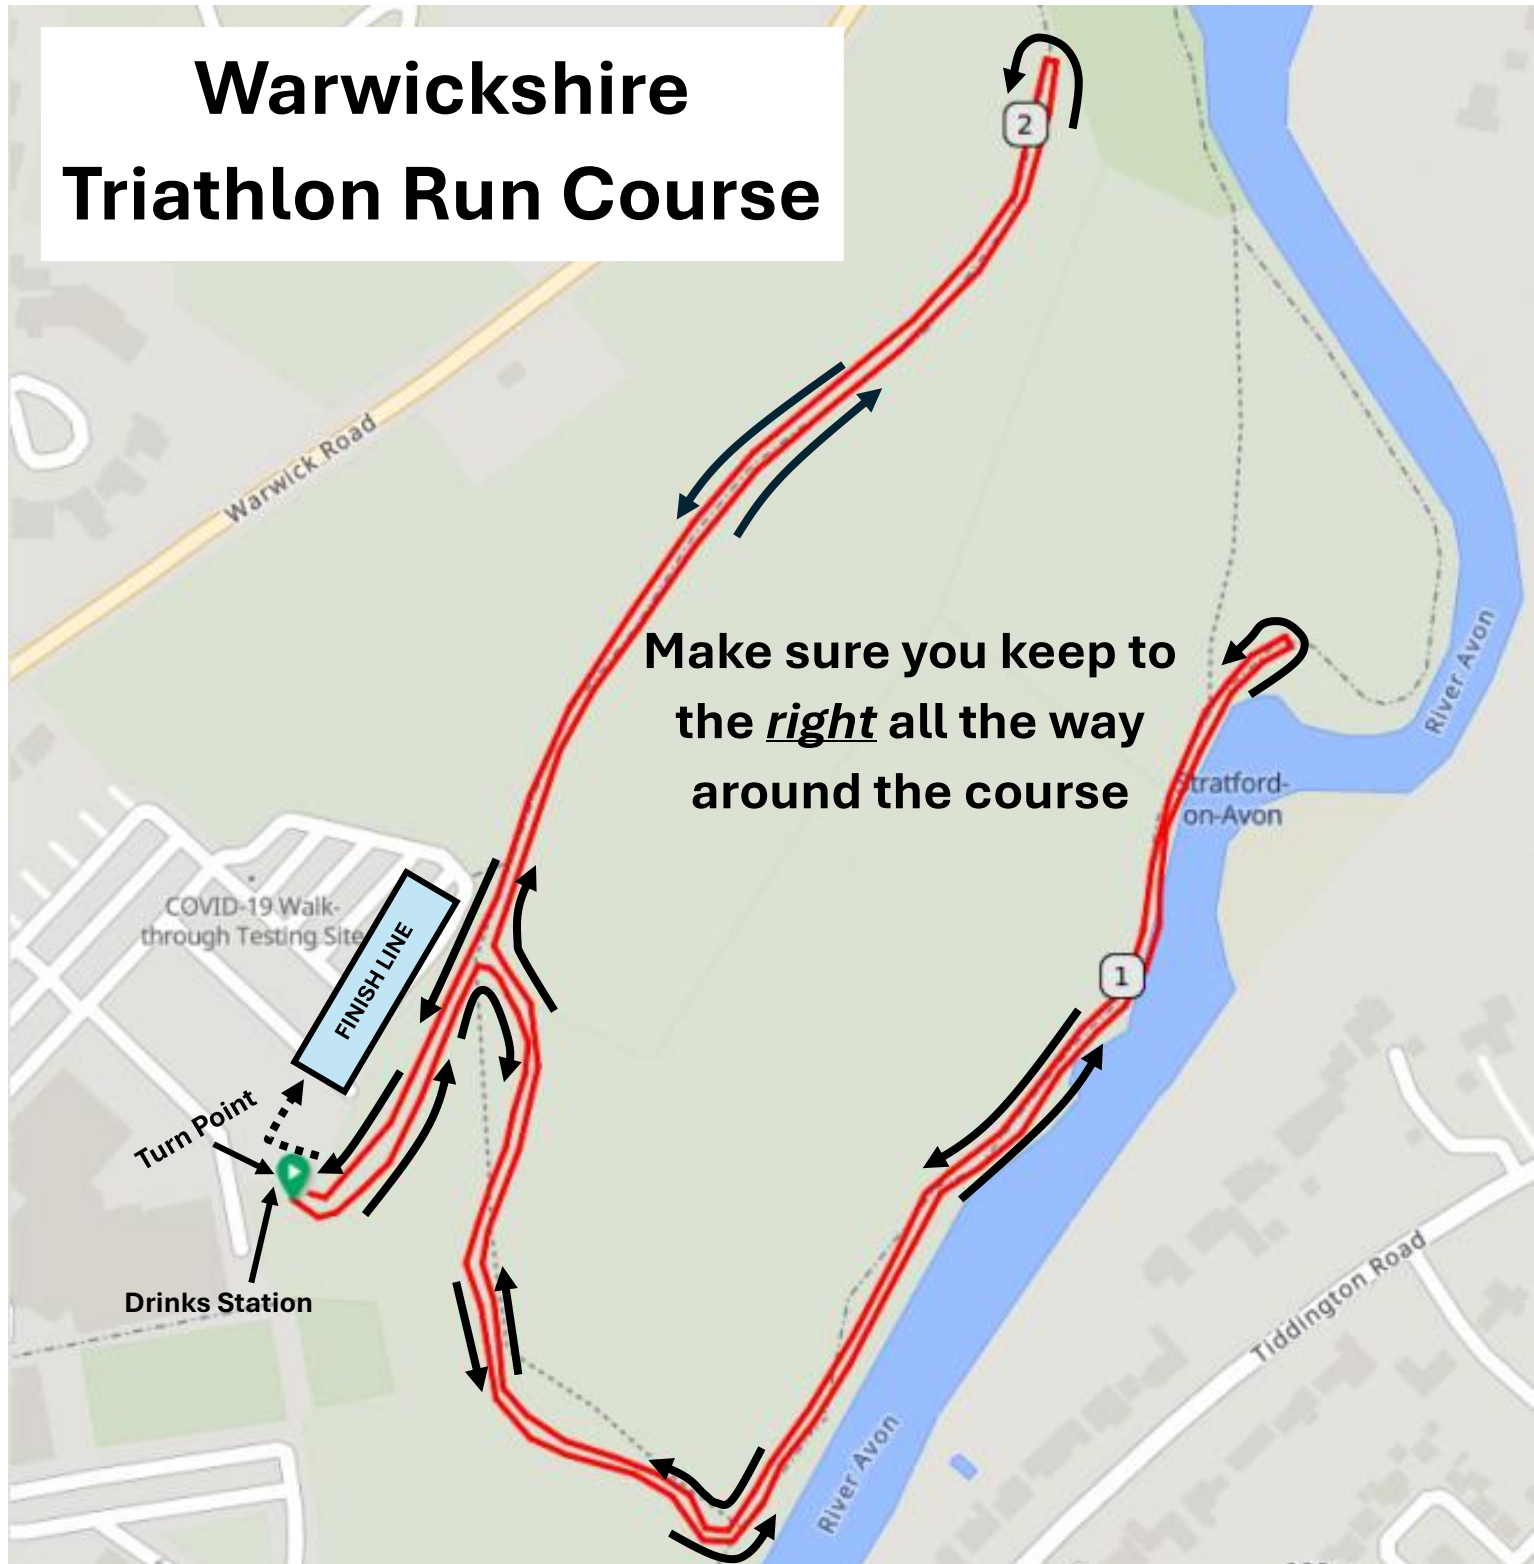 Warwickshire
Triathlon Run Course
2
Warwick Road
Make sure you keep to
the right all the way
around the course
River Avon
Stratford-
on-Avon
COVID-19 Walk-
through Testing Site
FINISH LINE
1
Turn Point
Drinks Station
Tiddington Road
River Avon